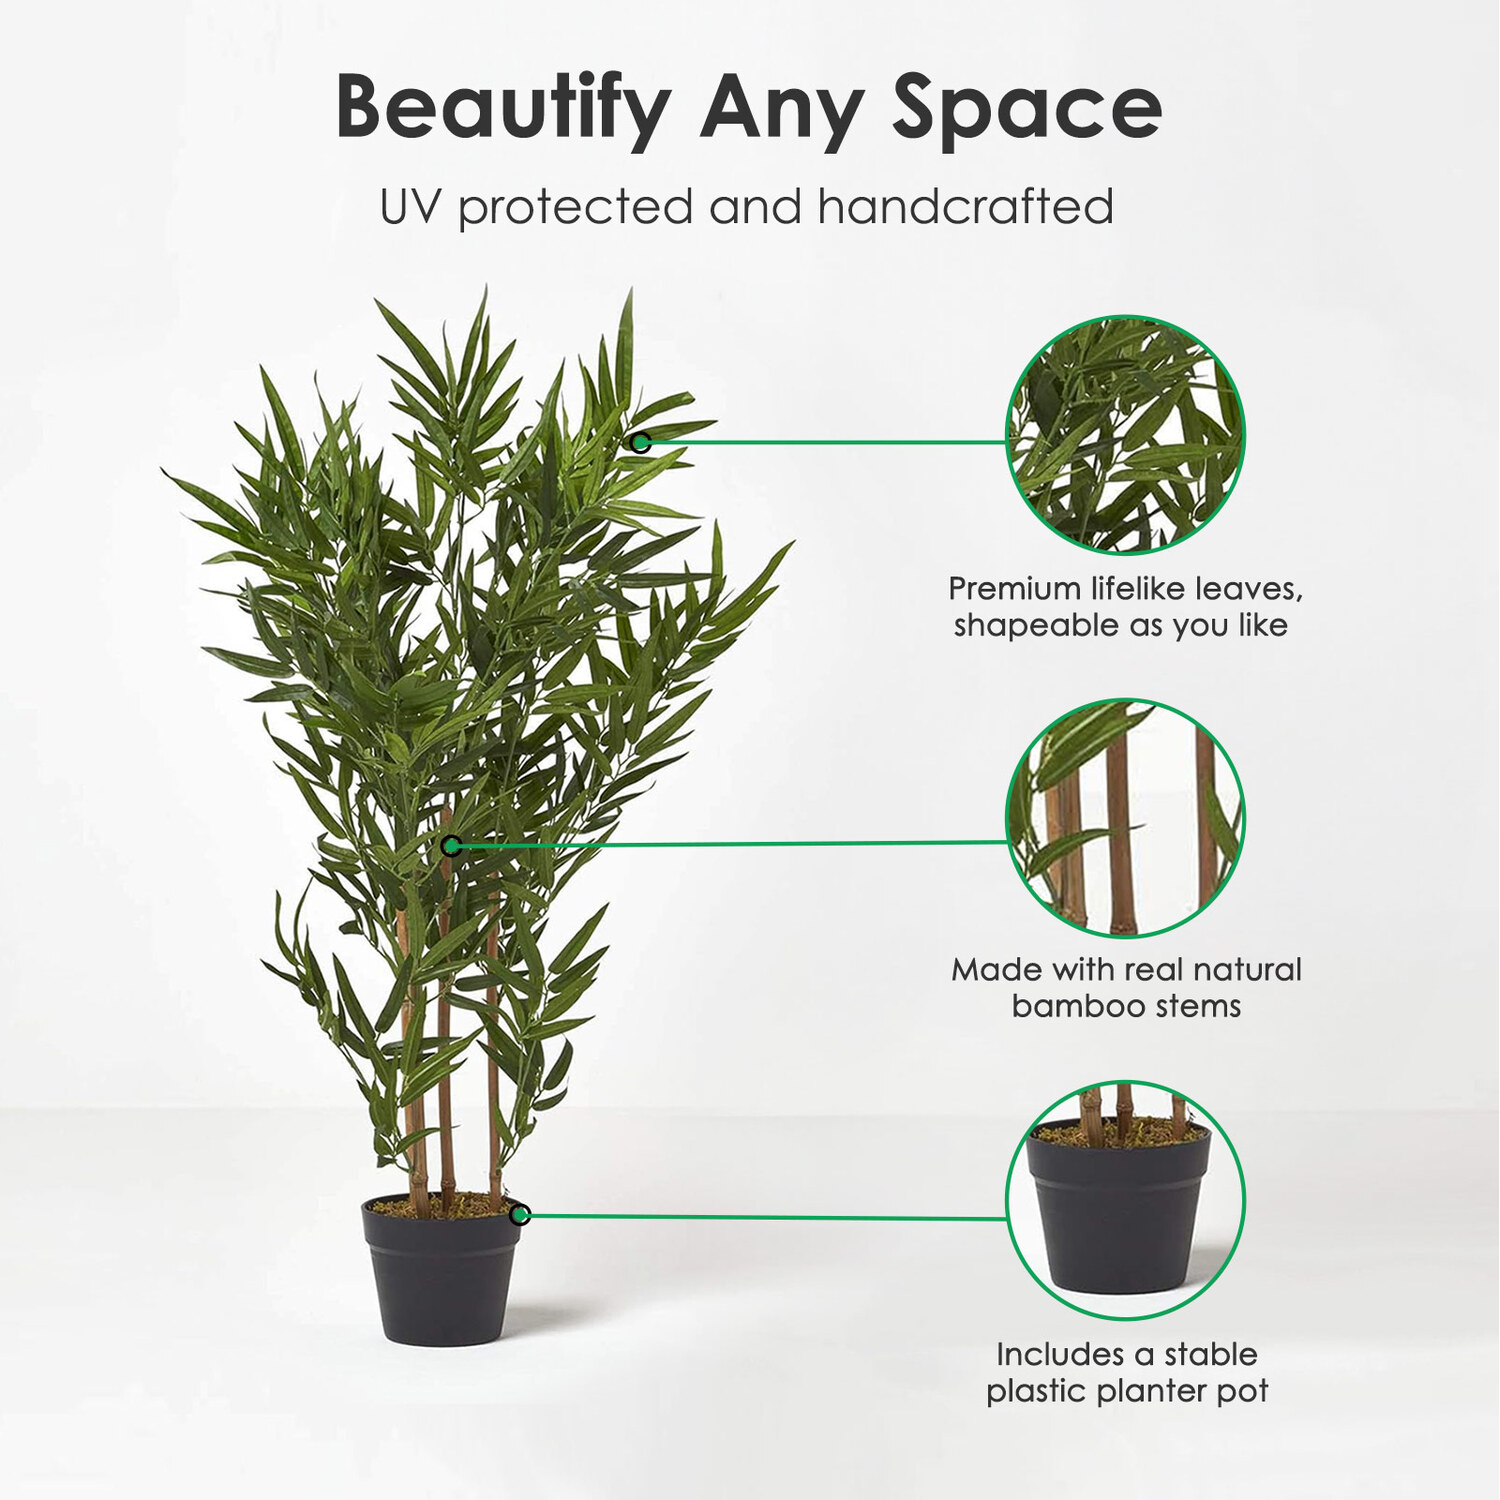 Beautify Any Space
UV protected and handcrafted
Premium lifelike leaves,
shapeable as you like
Made with real natural
bamboo stems
Includes a stable
plastic planter pot